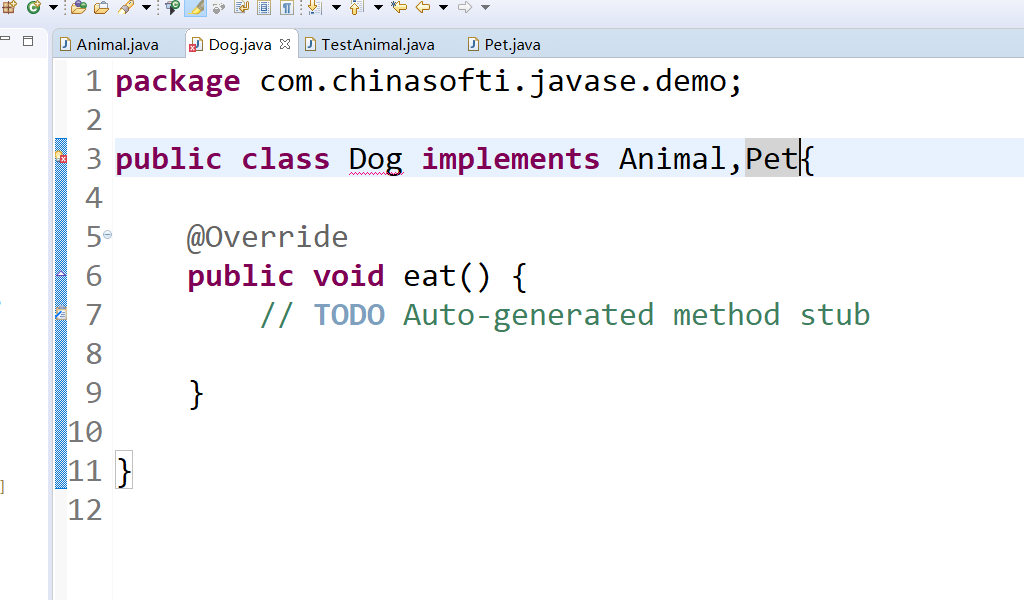 Animal.java Dog.java TestAnimal.java Pet.java
1 package com.chinasofti.javase.demo;
2
3 public class Dog implements Animal,Pet{
4
5 @Override
6 public void eat() {
7 // TODO Auto-generated method stub
8
9 }
10
11 }
12
]